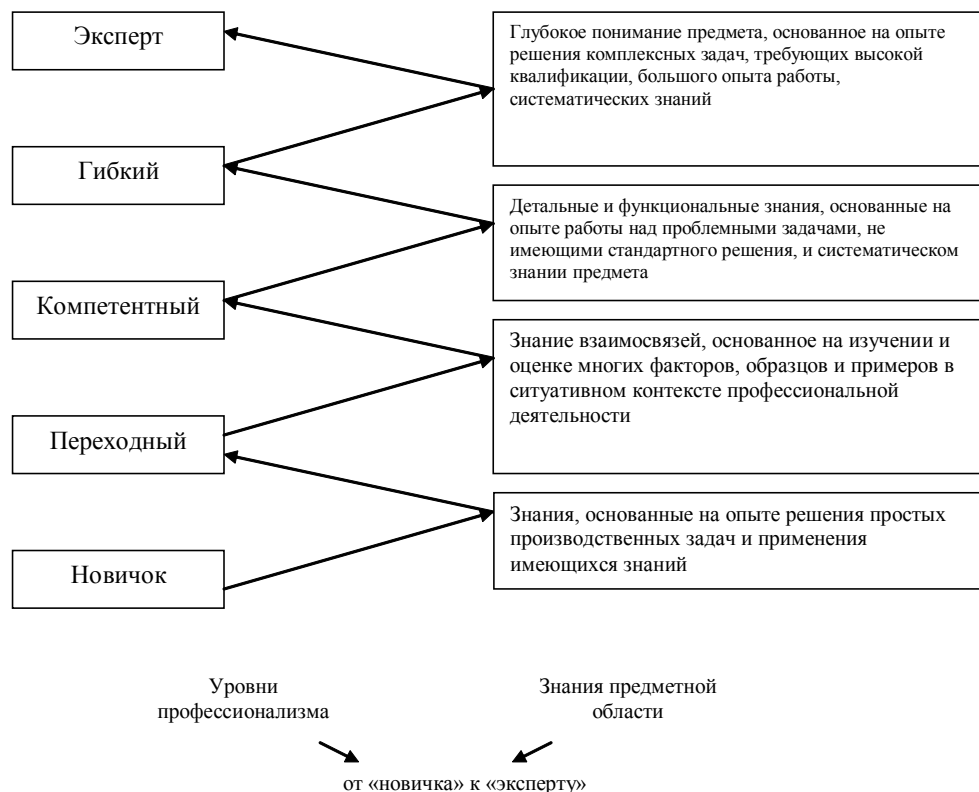 Эксперт
Глубокое понимание предмета, основанное на опыте
решения комплексных задач, требующих высокой
квалификации, большого опыта работы,
систематических знаний
Гибкий
Детальные и функциональные знания, основанные на
опыте работы над проблемными задачами, не
имеющими стандартного решения, и систематическом
знании предмета
Компетентный
Знание взаимосвязей, основанное на изучении и
оценке многих факторов, образцов и примеров в
ситуативном контексте профессиональной
деятельности
Переходный
Знания, основанные на опыте решения простых
производственных задач и применения
имеющихся знаний
Новичок
Уровни
профессионализма
Знания предметной
области
от «новичка» к «эксперту»